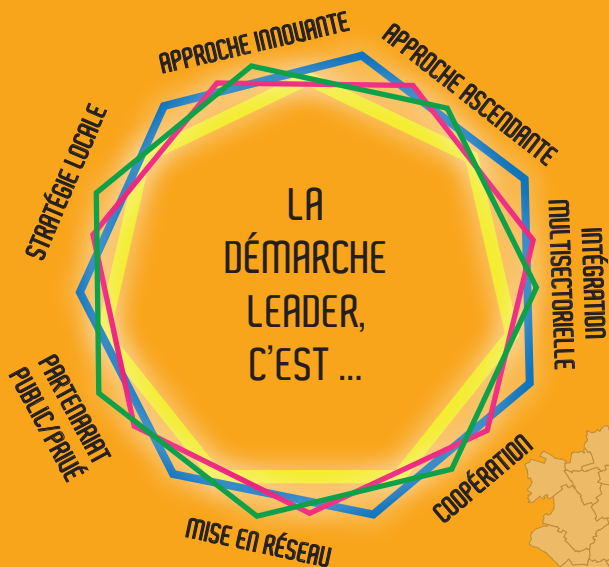 APPROCHE INNOVANTE
APPROCHE ASCENDANTE
INTÉGRATION
MULTISECTORIELLE
COOPÉRATION
MISE EN RÉSEAU
PARTENARIAT
PUBLIC/PRIVÉ
STRATÉGIE LOCALE
LA
DÉMARCHE
LEADER,
C'EST ...